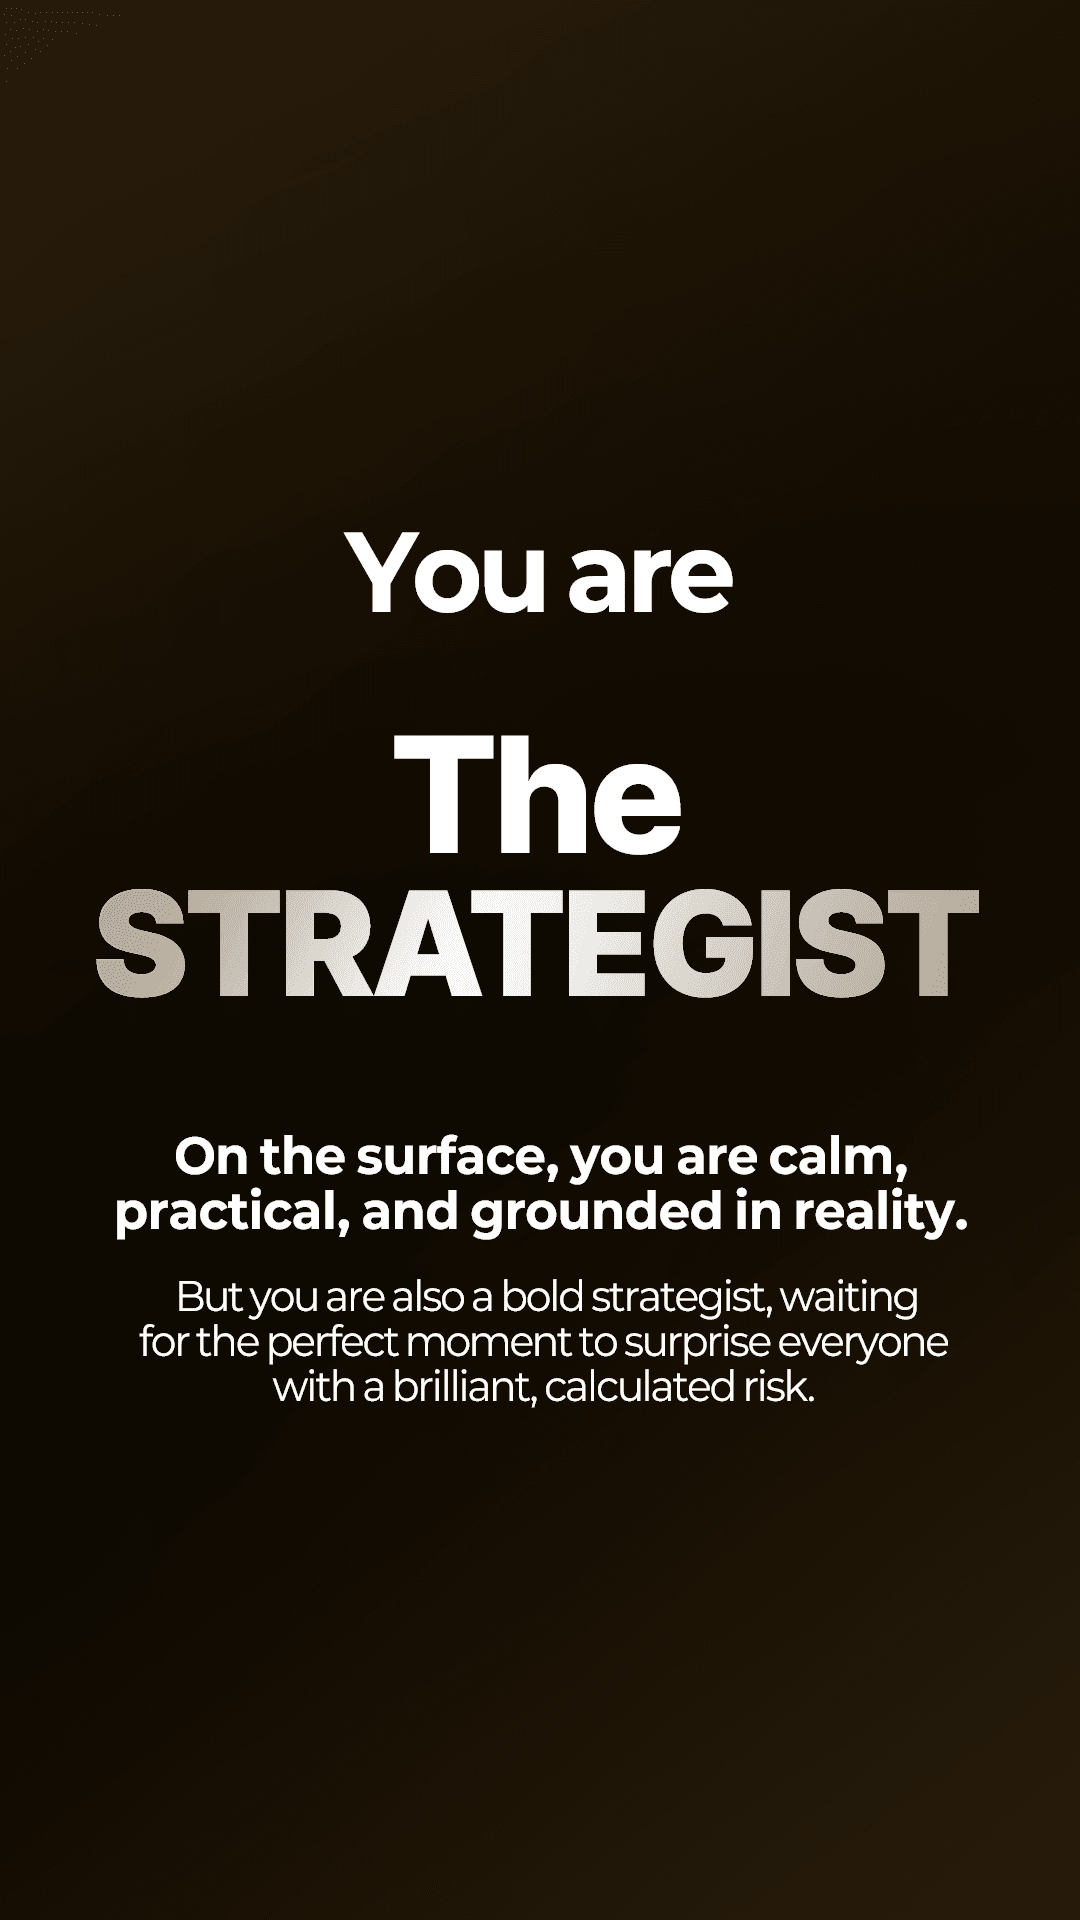 You are
The
STRATEGIST
On the surface, you are calm,
practical, and grounded in reality.
But you are also a bold strategist, waiting
for the perfect moment to surprise everyone
with a brilliant, calculated risk.